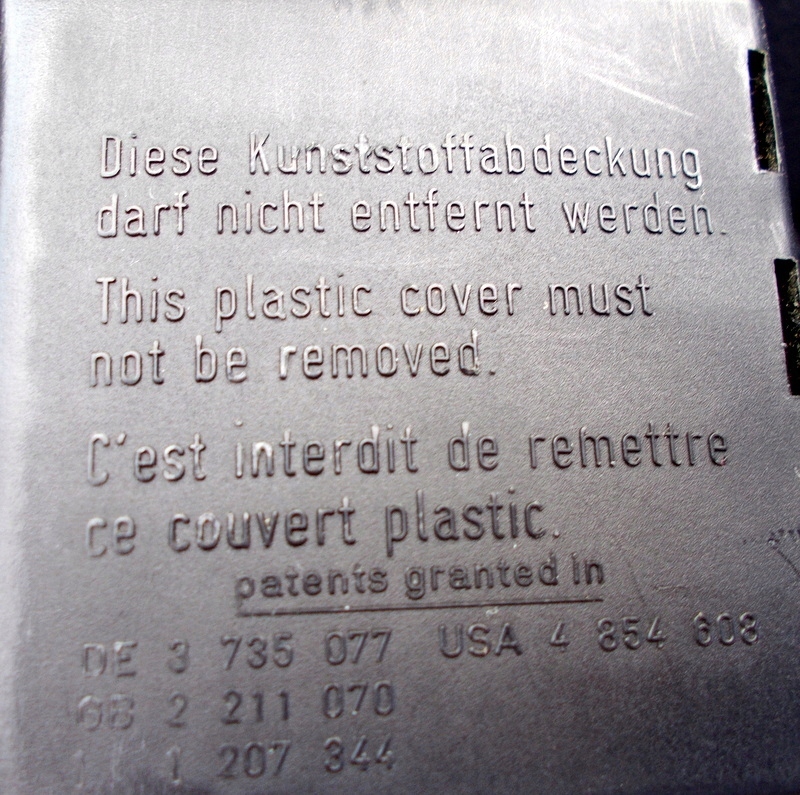 Diese Kunststoffabdeckung
darf nicht entfernt werden.
This plastic cover must
not be removed.
C'est interdit de remettre
ce couvert plastic.
patents granted in
DE 3 735 077 USA 4 854 608
GB 2 211 070
1 207 344